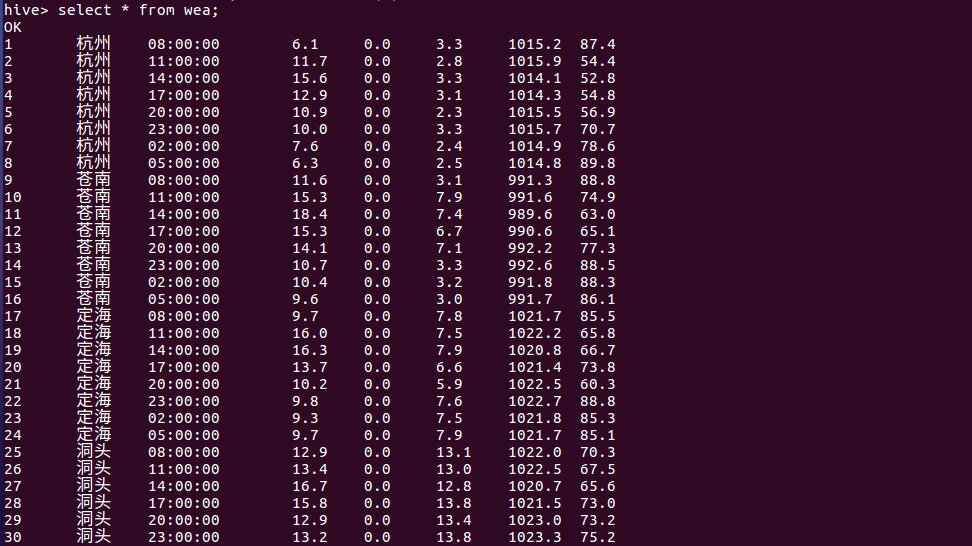 hive> select * from wea;
OK
1 杭州 08:00:00 6.1 0.0 3.3 1015.2 87.4
2 杭州 11:00:00 11.7 0.0 2.8 1015.9 54.4
3 杭州 14:00:00 15.6 0.0 3.3 1014.1 52.8
4 杭州 17:00:00 12.9 0.0 3.1 1014.3 54.8
5 杭州 20:00:00 10.9 0.0 2.3 1015.5 56.9
6 杭州 23:00:00 10.0 0.0 3.3 1015.7 70.7
7 杭州 02:00:00 7.6 0.0 2.4 1014.9 78.6
8 杭州 05:00:00 6.3 0.0 2.5 1014.8 89.8
9 苍南 08:00:00 11.6 0.0 3.1 991.3 88.8
10 苍南 11:00:00 15.3 0.0 7.9 991.6 74.9
11 苍南 14:00:00 18.4 0.0 7.4 989.6 63.0
12 苍南 17:00:00 15.3 0.0 6.7 990.6 65.1
13 苍南 20:00:00 14.1 0.0 7.1 992.2 77.3
14 苍南 23:00:00 10.7 0.0 3.3 992.6 88.5
15 苍南 02:00:00 10.4 0.0 3.2 991.8 88.3
16 苍南 05:00:00 9.6 0.0 3.0 991.7 86.1
17 定海 08:00:00 9.7 0.0 7.8 1021.7 85.5
18 定海 11:00:00 16.0 0.0 7.5 1022.2 65.8
19 定海 14:00:00 16.3 0.0 7.9 1020.8 66.7
20 定海 17:00:00 13.7 0.0 6.6 1021.4 73.8
21 定海 20:00:00 10.2 0.0 5.9 1022.5 60.3
22 定海 23:00:00 9.8 0.0 7.6 1022.7 88.8
23 定海 02:00:00 9.3 0.0 7.5 1021.8 85.3
24 定海 05:00:00 9.7 0.0 7.9 1021.7 85.1
25 洞头 08:00:00 12.9 0.0 13.1 1022.0 70.3
26 洞头 11:00:00 13.4 0.0 13.0 1022.5 67.5
27 洞头 14:00:00 16.7 0.0 12.8 1020.7 65.6
28 洞头 17:00:00 15.8 0.0 13.8 1021.5 73.0
29 洞头 20:00:00 12.9 0.0 13.4 1023.0 73.2
30 洞头 23:00:00 13.2 0.0 13.8 1023.3 75.2